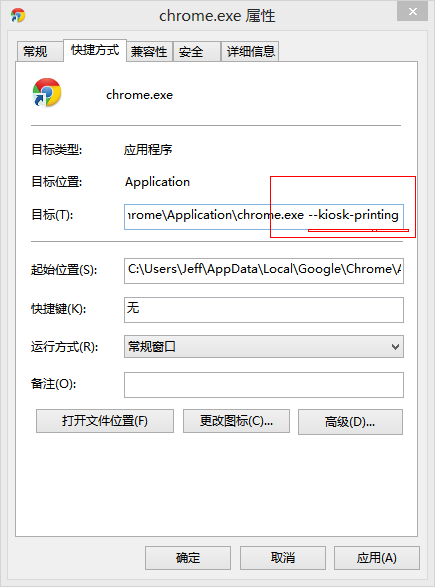 chrome.exe 属性
常规 快捷方式 兼容性 安全 详细信息
chrome.exe
目标类型: 应用程序
目标位置: Application
目标(T): rome\Application\chrome.exe --kiosk-printing
起始位置(S): C:\Users\Jeff\AppData\Local\Google\Chrome\A
快捷键(K): 无
运行方式(R): 常规窗口
备注(O):
打开文件位置(F) 更改图标(C)... 高级(D)...
确定 取消 应用(A)